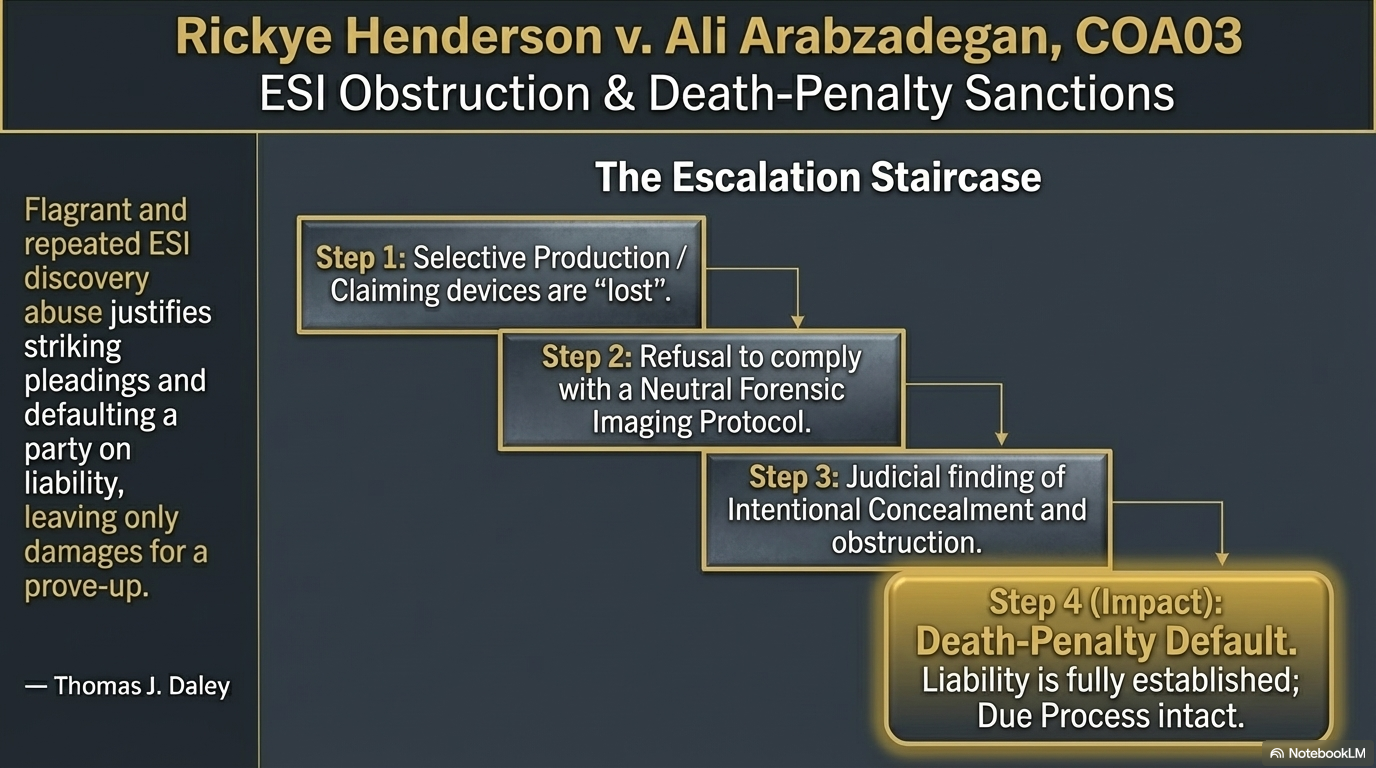 Rickye Henderson v. Ali Arabzadegan, COA03
ESI Obstruction & Death-Penalty Sanctions
Flagrant and
repeated ESI
discovery
abuse justifies
striking
pleadings and
defaulting a
party on
liability,
leaving only
damages for a
prove-up.
— Thomas J. Daley
The Escalation Staircase
Step 1: Selective Production /
Claiming devices are “lost”.
Step 2: Refusal to comply
with a Neutral Forensic
Imaging Protocol.
Step 3: Judicial finding of
Intentional Concealment and
obstruction.
Step 4 (Impact):
Death-Penalty Default.
Liability is fully established;
Due Process intact.
NotebookLM